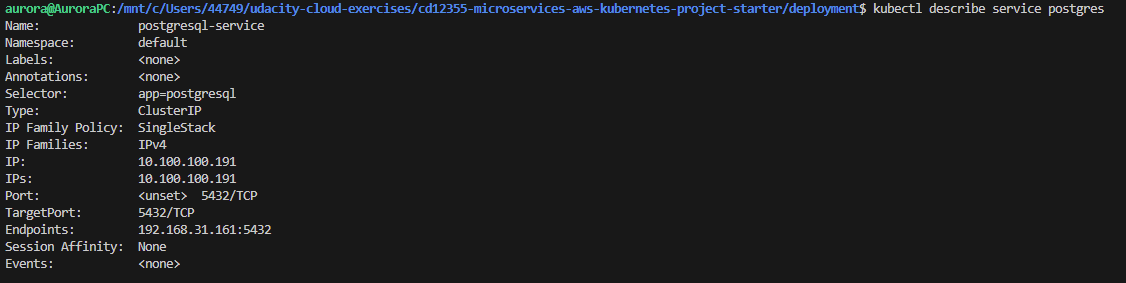 aurora@AuroraPC:/mnt/c/Users/44749/udacity-cloud-exercises/cd12355-microservices-aws-kubernetes-project-starter/deployment$ kubectl describe service postgres
Name:              postgresql-service
Namespace:         default
Labels:            <none>
Annotations:       <none>
Selector:          app=postgresql
Type:              ClusterIP
IP Family Policy:  SingleStack
IP Families:       IPv4
IP:                10.100.100.191
IPs:               10.100.100.191
Port:              <unset>  5432/TCP
TargetPort:        5432/TCP
Endpoints:         192.168.31.161:5432
Session Affinity:  None
Events:            <none>